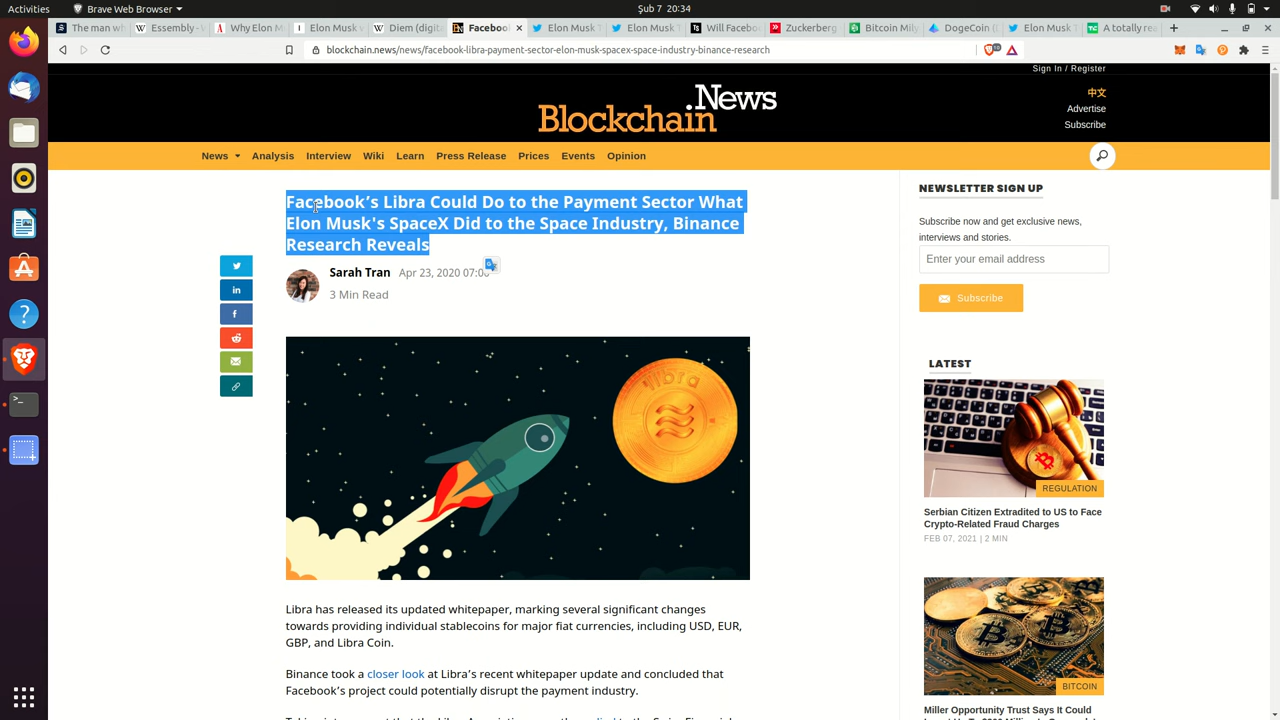 Brave Web Browser
Şub 7 20:34
The man wh
Essembly - V
Why Elon M
Elon Musk v
Diem (digita
Faceboo
Elon Musk T
Elon Musk T
Will Facebo
Zuckerberg
Bitcoin Mily
DogeCoin (D
Elon Musk T
A totally rea
blockchain.news/news/facebook-libra-payment-sector-elon-musk-spacex-space-industry-binance-research
Sign In / Register
Blockchain.News
中文
Advertise
Subscribe
News Analysis Interview Wiki Learn Press Release Prices Events Opinion
Facebook's Libra Could Do to the Payment Sector What
Elon Musk's SpaceX Did to the Space Industry, Binance
Research Reveals
Sarah Tran Apr 23, 2020 07:00
3 Min Read
libra
Libra has released its updated whitepaper, marking several significant changes
towards providing individual stablecoins for major fiat currencies, including USD, EUR,
GBP, and Libra Coin.
Binance took a closer look at Libra's recent whitepaper update and concluded that
Facebook's project could potentially disrupt the payment industry.
NEWSLETTER SIGN UP
Subscribe now and get exclusive news,
interviews and stories.
Enter your email address
Subscribe
LATEST
REGULATION
Serbian Citizen Extradited to US to Face
Crypto-Related Fraud Charges
FEB 07, 2021 | 2 MIN
BITCOIN
Miller Opportunity Trust Says It Could